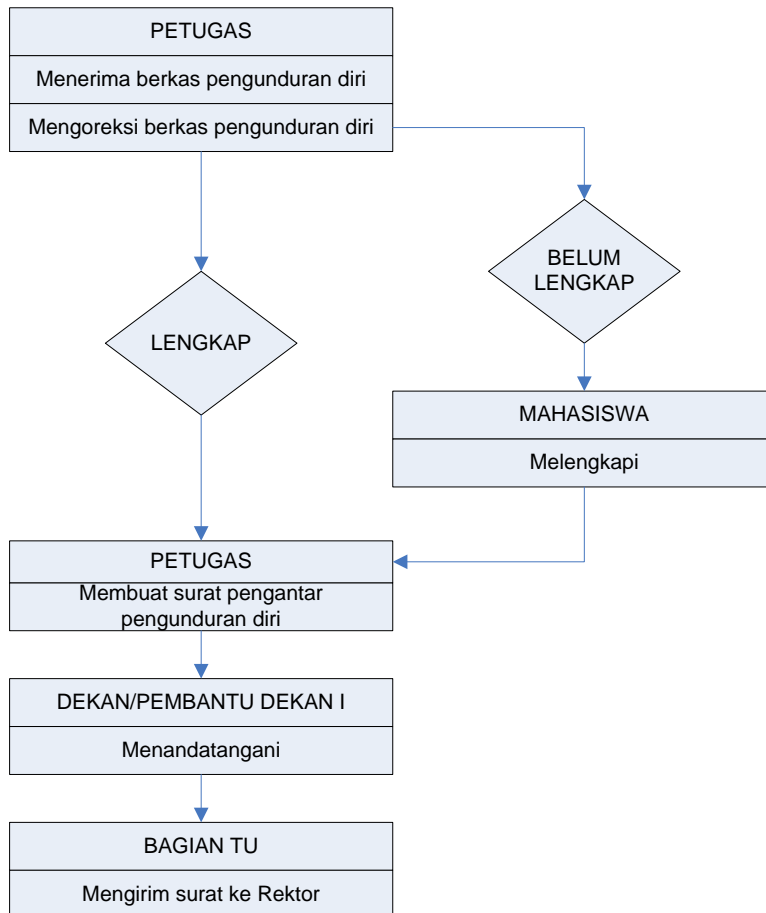 PETUGAS
Menerima berkas pengunduran diri
Mengoreksi berkas pengunduran diri
BELUM
LENGKAP
LENGKAP
MAHASISWA
Melengkapi
PETUGAS
Membuat surat pengantar
pengunduran diri
DEKAN/PEMBANTU DEKAN I
Menandatangani
BAGIAN TU
Mengirim surat ke Rektor